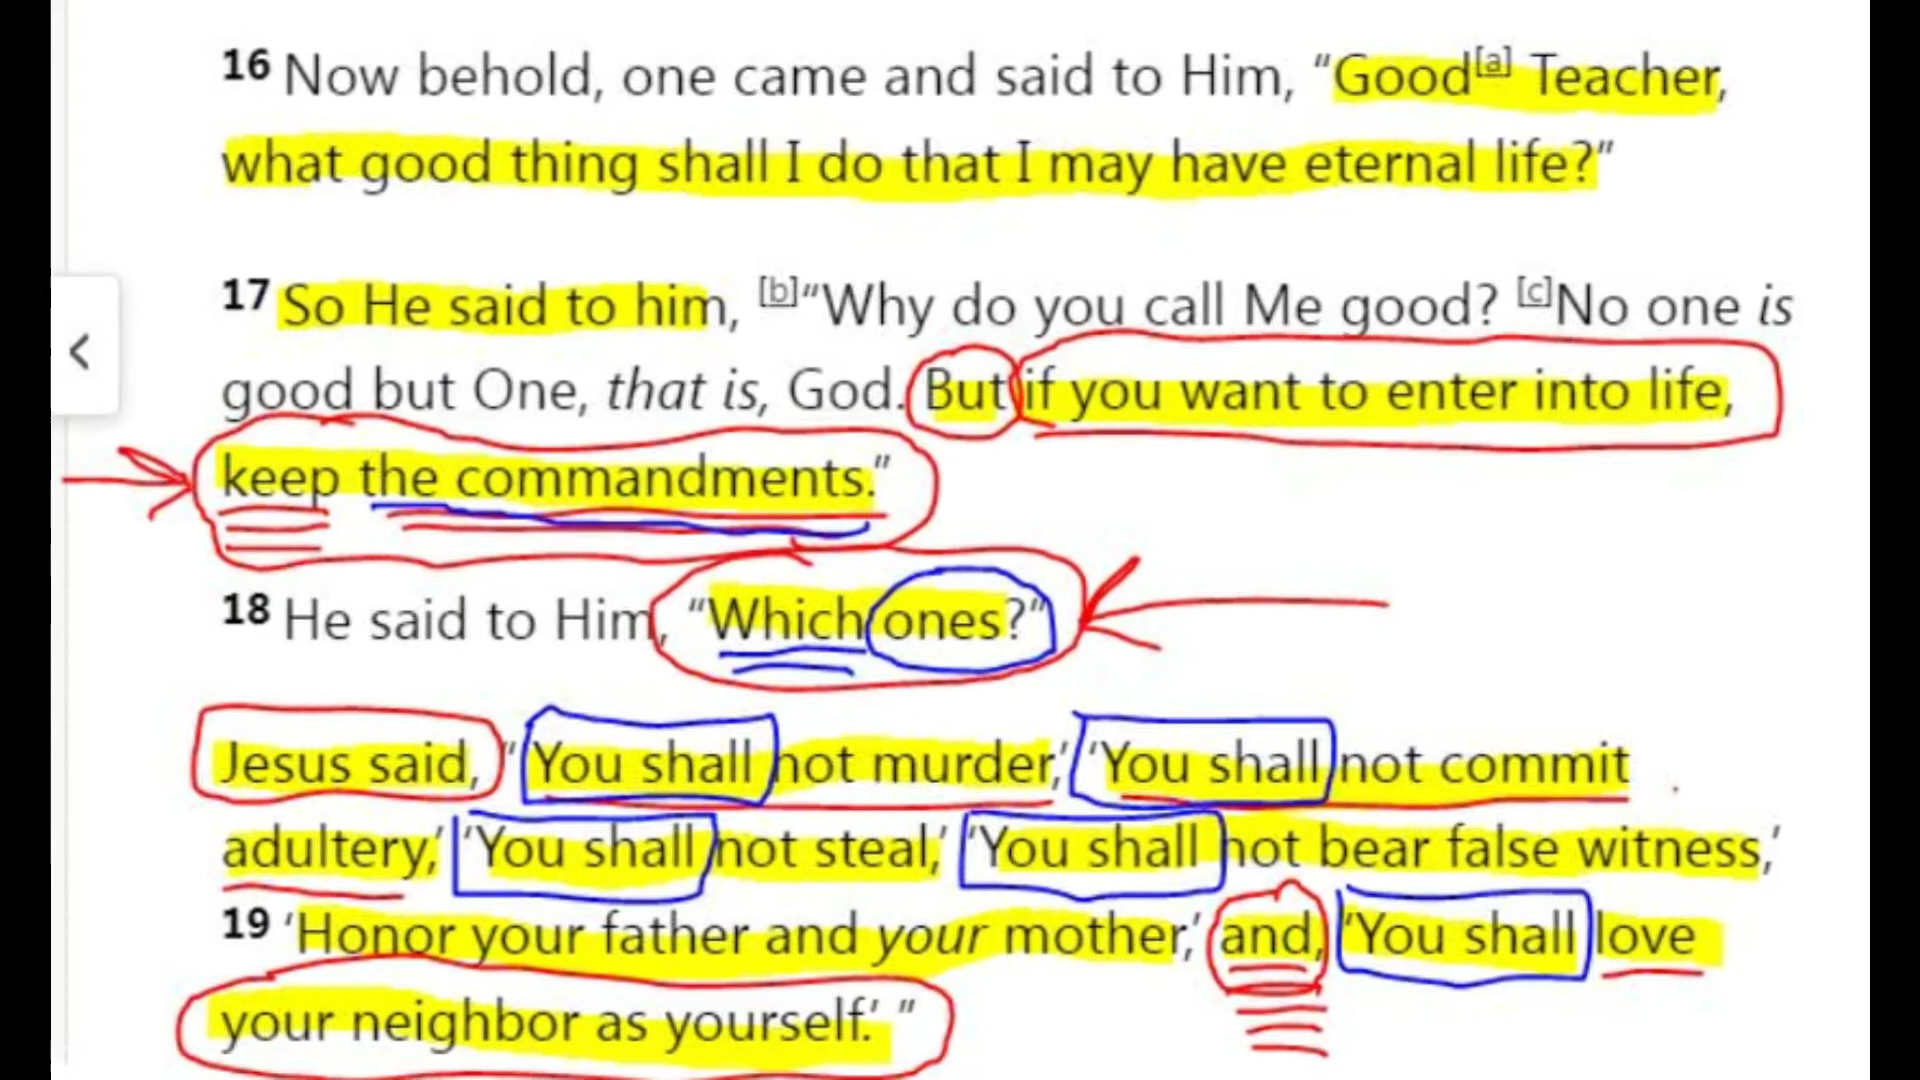 16 Now behold, one came and said to Him, “Good[a] Teacher,
what good thing shall I do that I may have eternal life?”
17 So He said to him, [b]“Why do you call Me good? [c]No one is
good but One, that is, God. But if you want to enter into life,
keep the commandments.”
18 He said to Him, “Which ones?”
Jesus said, “ ‘You shall not murder,’ ‘You shall not commit
adultery,’ ‘You shall not steal,’ ‘You shall not bear false witness,’
19 ‘Honor your father and your mother,’ and, ‘You shall love
your neighbor as yourself.’ ”